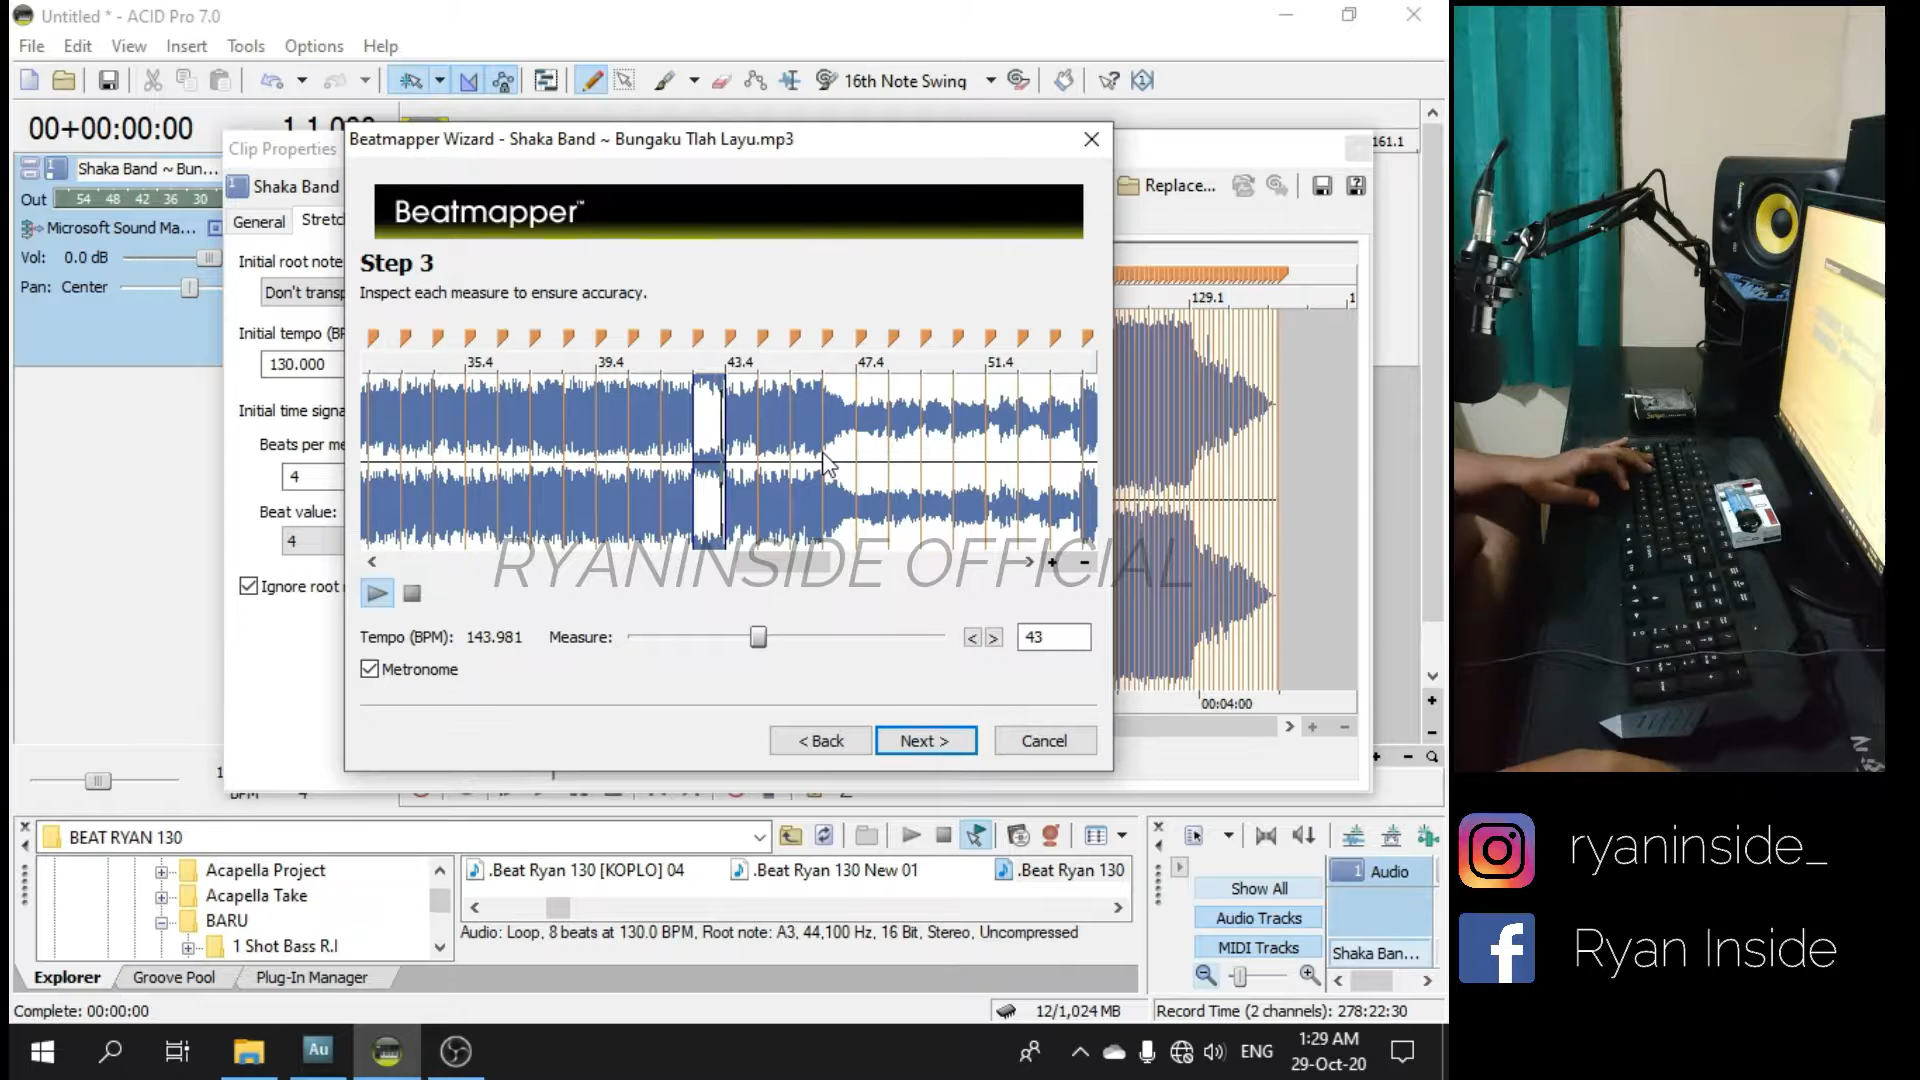 Untitled * - ACID Pro 7.0
File Edit View Insert Tools Options Help
16th Note Swing
00+00:00:00
Shaka Band ~ Bun...
Out 54 48 42 36 30
Microsoft Sound Ma...
Vol: 0.0 dB
Pan: Center
Clip Properties
Shaka Band
General
Initial root note
Don't transp
130.000
Initial time signa
Beats per me
4
Beat value:
4
Ignore root
Beatmapper Wizard - Shaka Band ~ Bungaku Tlah Layu.mp3
Beatmapper™
Step 3
Inspect each measure to ensure accuracy.
35.4 39.4 43.4 47.4 51.4
RYANINSIDE OFFICIAL
Tempo (BPM): 143.981 Measure: < > 43
Metronome
< Back Next > Cancel
161.1
Replace...
129.1
00:04:00
BEAT RYAN 130
Acapella Project
Acapella Take
BARU
1 Shot Bass R.I
.Beat Ryan 130 [KOPLO] 04 .Beat Ryan 130 New 01 .Beat Ryan 130
Audio: Loop, 8 beats at 130.0 BPM, Root note: A3, 44,100 Hz, 16 Bit, Stereo, Uncompressed
Explorer Groove Pool Plug-In Manager
Show All
Audio Tracks
MIDI Tracks
1 Audio
Shaka Ban...
Complete: 00:00:00
12/1,024 MB
Record Time (2 channels): 278:22:30
Au
ENG
1:29 AM
29-Oct-20
ryaninside_
Ryan Inside